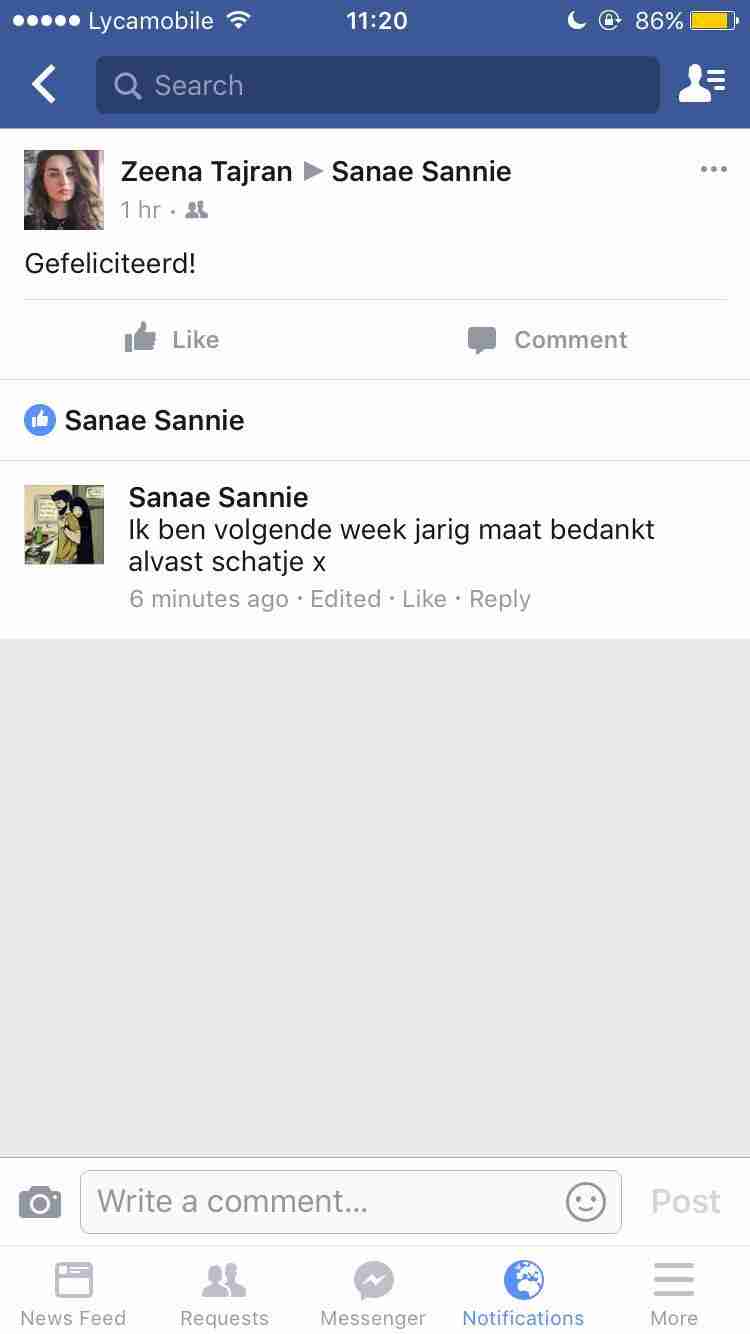 Lycamobile 11:20 86%
Search
Zeena Tajran ▶ Sanae Sannie
1 hr ·
Gefeliciteerd!
Like Comment
Sanae Sannie
Sanae Sannie
Ik ben volgende week jarig maat bedankt
alvast schatje x
6 minutes ago · Edited · Like · Reply
Write a comment... Post
News Feed Requests Messenger Notifications More